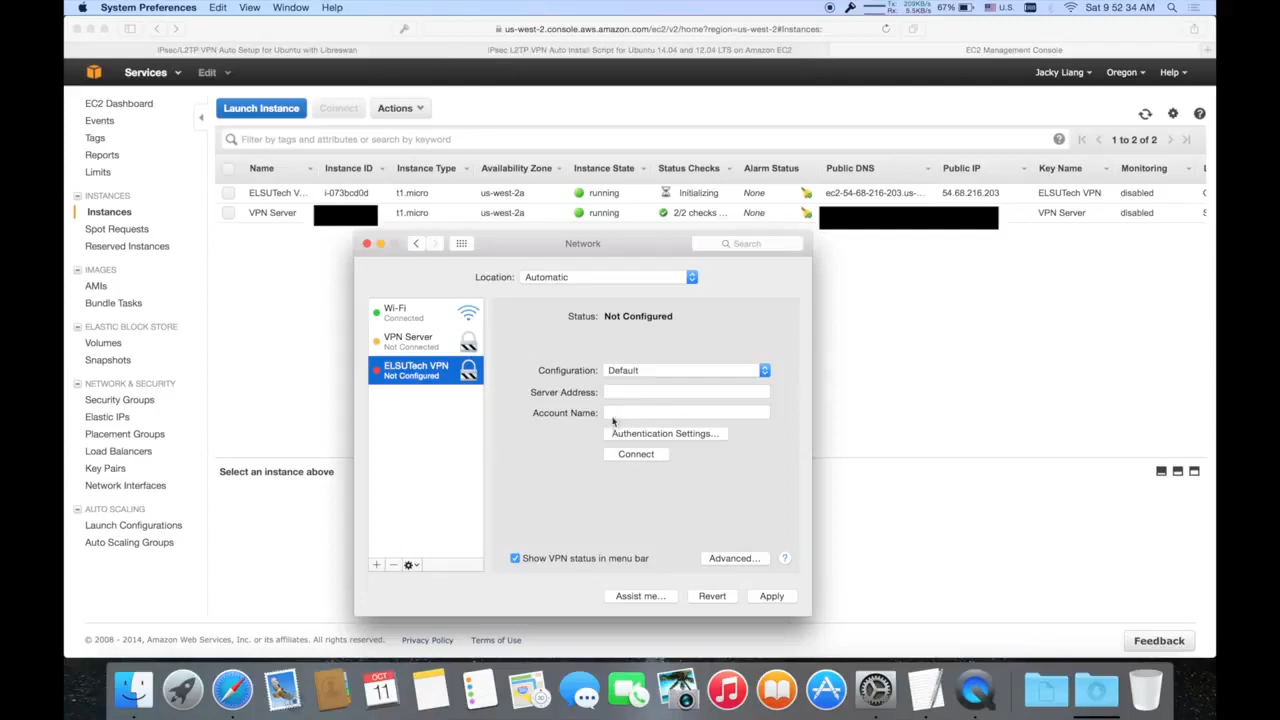 System Preferences Edit View Window Help
Tx: 209KB/s
Rx: 5.5KB/s
67% U.S. Sat 9:52:34 AM
us-west-2.console.aws.amazon.com/ec2/v2/home?region=us-west-2#Instances:
IPsec/L2TP VPN Auto Setup for Ubuntu with Libreswan
IPsec L2TP VPN Auto Install Script for Ubuntu 14.04 and 12.04 LTS on Amazon EC2
EC2 Management Console
Services Edit Jacky Liang Oregon Help
EC2 Dashboard
Events
Tags
Reports
Limits
INSTANCES
Instances
Spot Requests
Reserved Instances
IMAGES
AMIs
Bundle Tasks
ELASTIC BLOCK STORE
Volumes
Snapshots
NETWORK & SECURITY
Security Groups
Elastic IPs
Placement Groups
Load Balancers
Key Pairs
Network Interfaces
AUTO SCALING
Launch Configurations
Auto Scaling Groups
Launch Instance Connect Actions
Filter by tags and attributes or search by keyword
1 to 2 of 2
Name Instance ID Instance Type Availability Zone Instance State Status Checks Alarm Status Public DNS Public IP Key Name Monitoring
ELSUTech V... i-073bcd0d t1.micro us-west-2a running Initializing None ec2-54-68-216-203.us-... 54.68.216.203 ELSUTech VPN disabled
VPN Server t1.micro us-west-2a running 2/2 checks ... None VPN Server disabled
Network
Search
Location: Automatic
Wi-Fi
Connected
VPN Server
Not Connected
ELSUTech VPN
Not Configured
Status: Not Configured
Configuration: Default
Server Address:
Account Name:
Authentication Settings...
Connect
Show VPN status in menu bar
Advanced... ?
Assist me... Revert Apply
Select an instance above
© 2008 - 2014, Amazon Web Services, Inc. or its affiliates. All rights reserved. Privacy Policy Terms of Use
Feedback
OCT
11